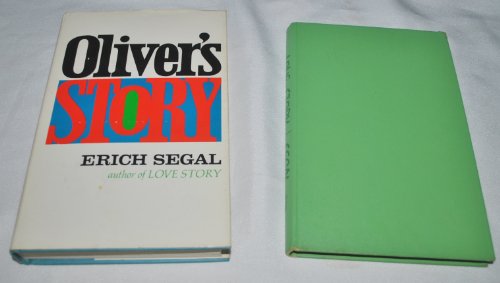 Oliver's
STORY
ERICH SEGAL
author of LOVE STORY